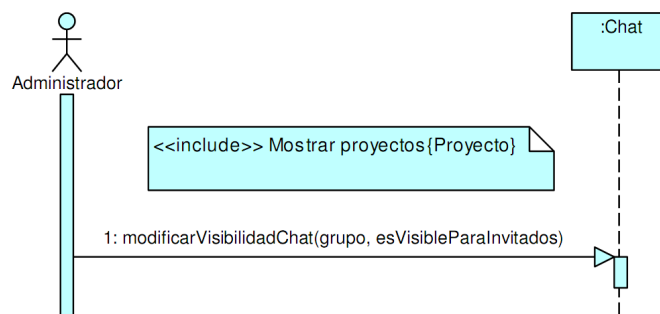 :Chat
Administrador
<<include>> Mostrar proyectos{Proyecto}
1: modificarVisibilidadChat(grupo, esVisibleParaInvitados)